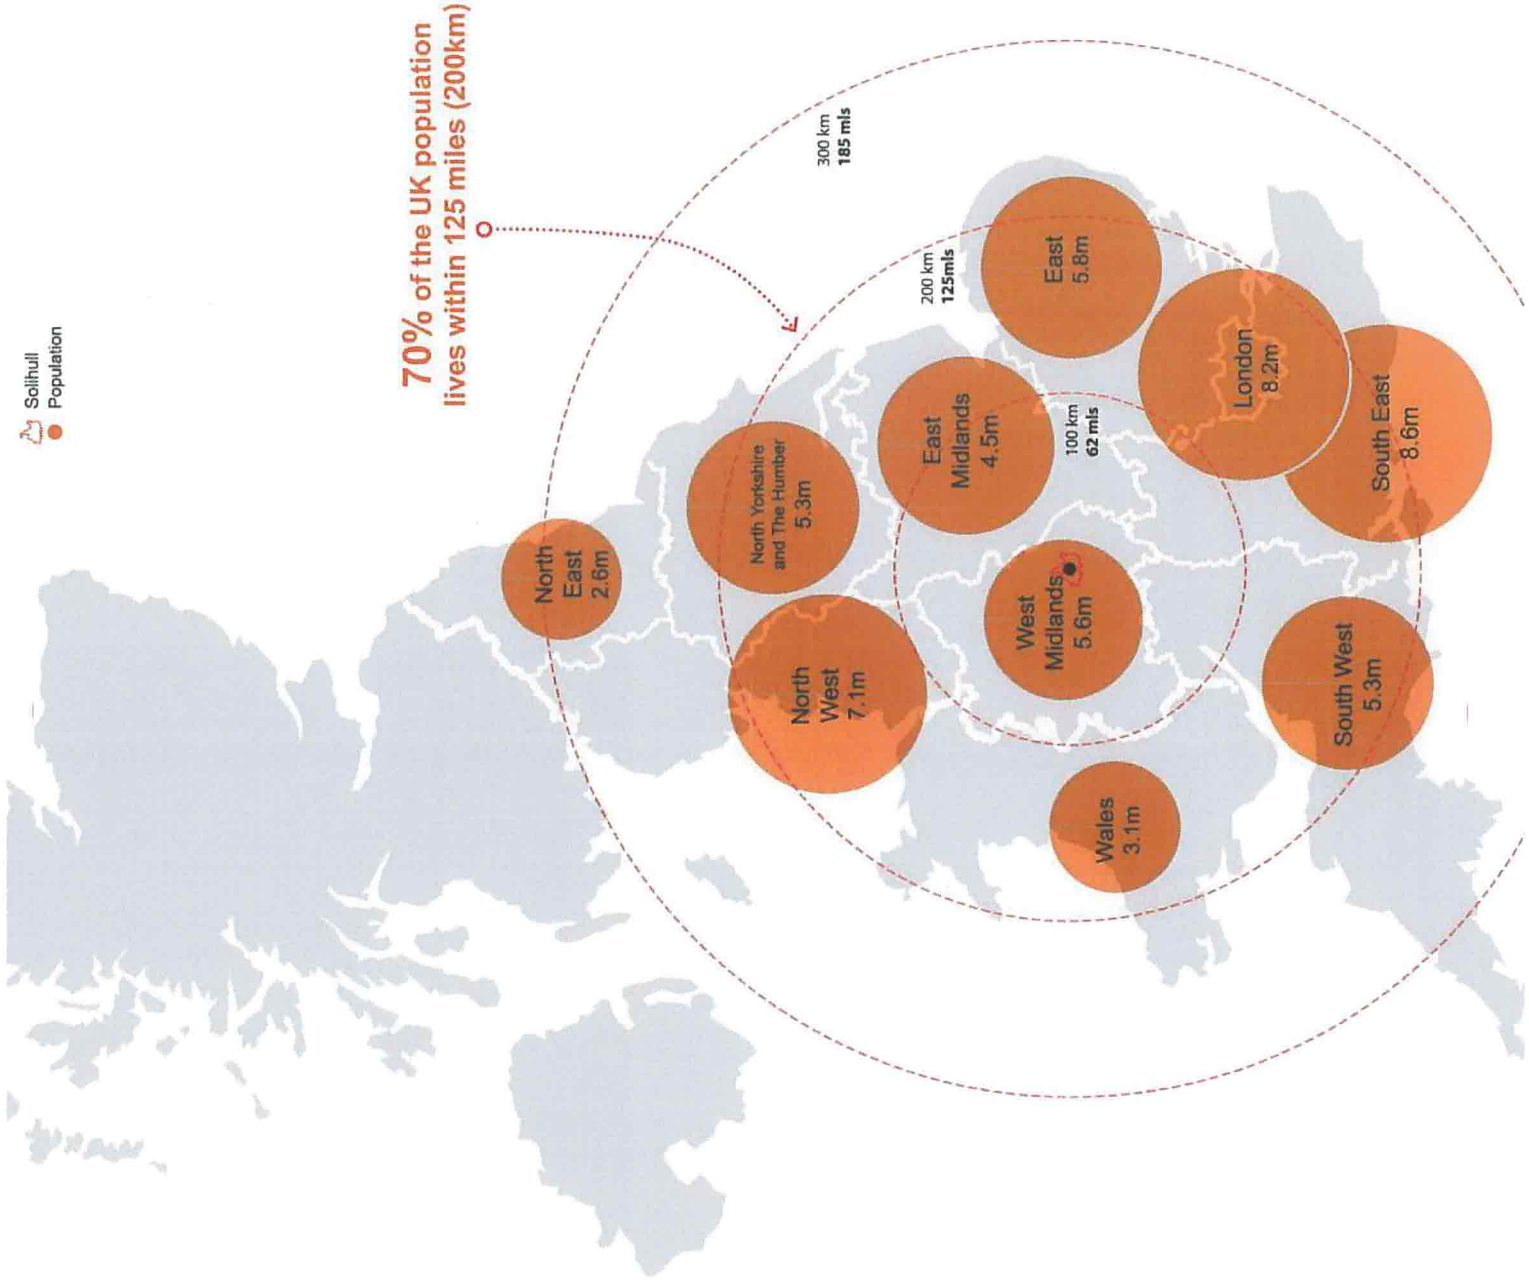 Solihull
Population
70% of the UK population
lives within 125 miles (200km)
300 km
185 mls
200 km
125mls
100 km
62 mls
North
East
2.6m
North Yorkshire
and The Humber
5.3m
North
West
7.1m
East
Midlands
4.5m
East
5.8m
West
Midlands
5.6m
Wales
3.1m
London
8.2m
South East
8.6m
South West
5.3m